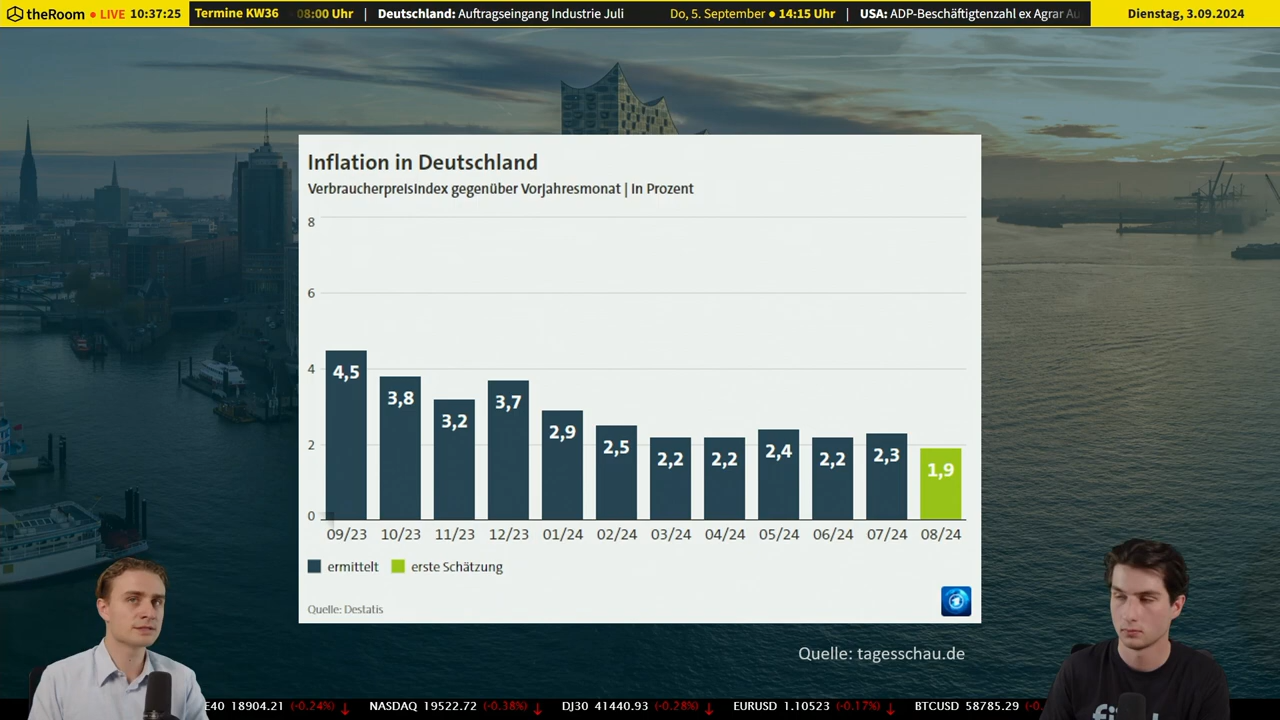 theRoom ● LIVE 10:37:25
Termine KW36
08:00 Uhr | Deutschland: Auftragseingang Industrie Juli Do, 5. September ● 14:15 Uhr | USA: ADP-Beschäftigtenzahl ex Agrar
Dienstag, 3.09.2024
Inflation in Deutschland
Verbraucherpreisindex gegenüber Vorjahresmonat | In Prozent
8
6
4
2
0
4,5 3,8 3,2 3,7 2,9 2,5 2,2 2,2 2,4 2,2 2,3 1,9
09/23 10/23 11/23 12/23 01/24 02/24 03/24 04/24 05/24 06/24 07/24 08/24
ermittelt erste Schätzung
Quelle: Destatis
Quelle: tagesschau.de
E40 18904.21 (-0.24%) ↓ NASDAQ 19522.72 (-0.38%) ↓ DJ30 41440.93 (-0.28%) ↓ EURUSD 1.10523 (-0.17%) ↓ BTCUSD 58785.29